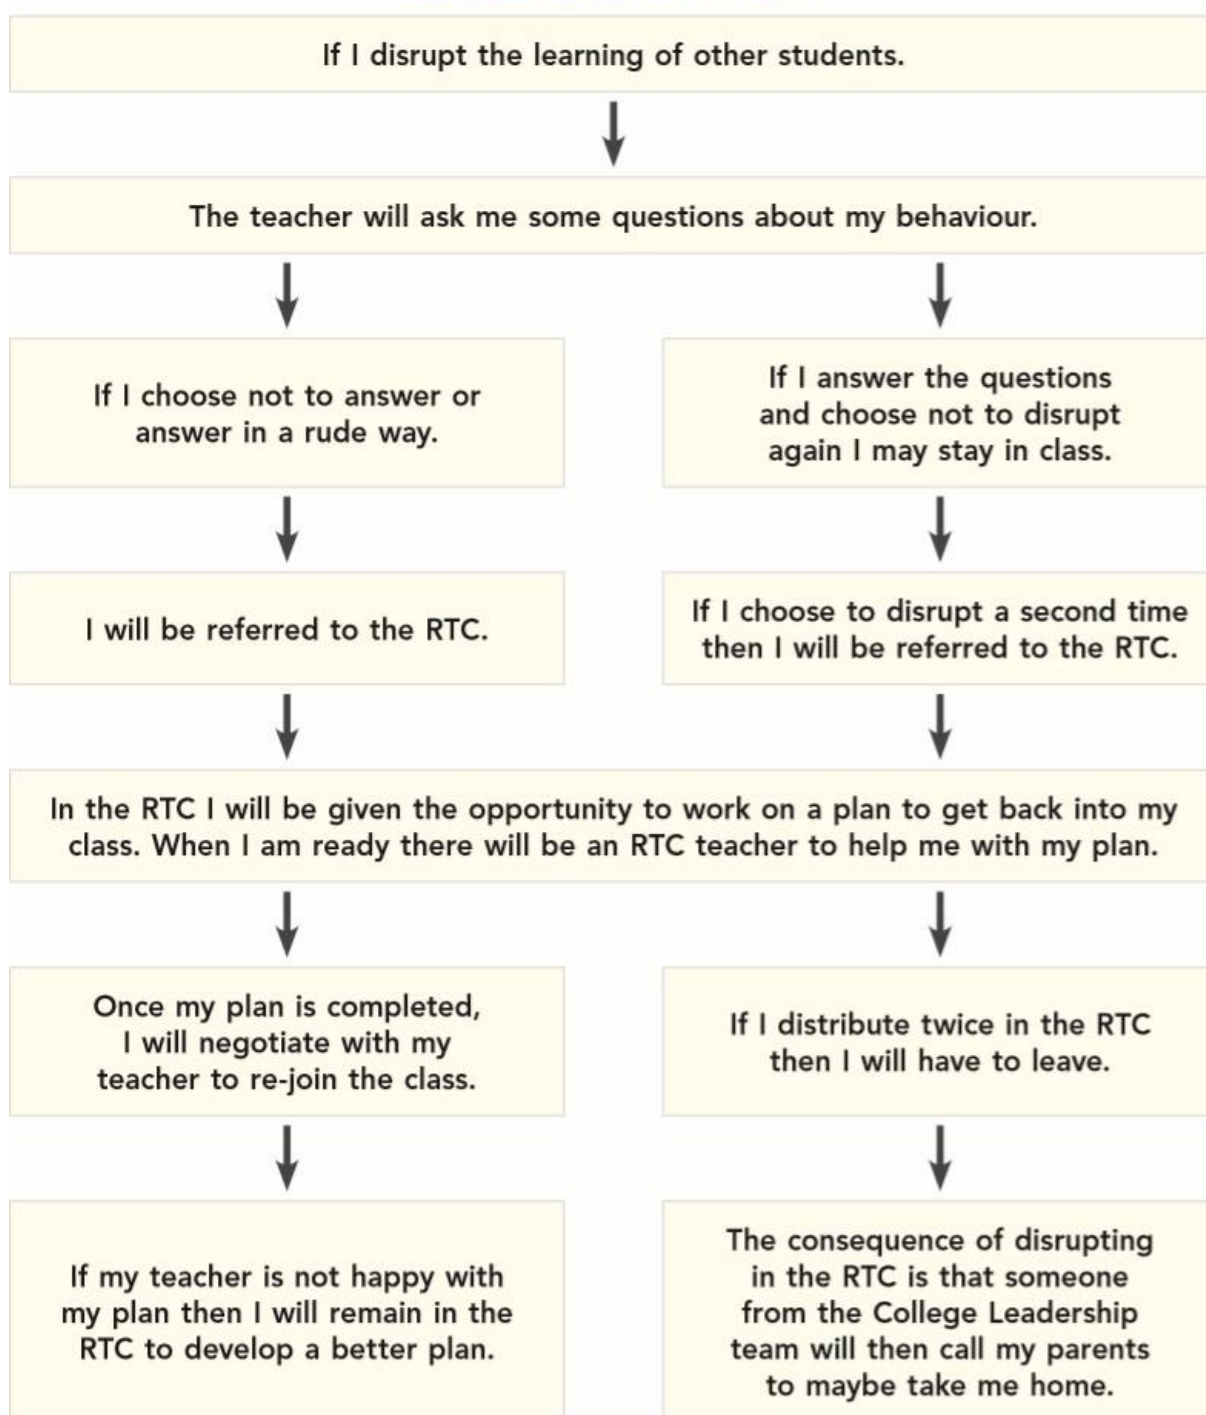 If I disrupt the learning of other students.
The teacher will ask me some questions about my behaviour.
If I choose not to answer or
answer in a rude way.
If I answer the questions
and choose not to disrupt
again I may stay in class.
I will be referred to the RTC.
If I choose to disrupt a second time
then I will be referred to the RTC.
In the RTC I will be given the opportunity to work on a plan to get back into my
class. When I am ready there will be an RTC teacher to help me with my plan.
Once my plan is completed,
I will negotiate with my
teacher to re-join the class.
If I distribute twice in the RTC
then I will have to leave.
If my teacher is not happy with
my plan then I will remain in the
RTC to develop a better plan.
The consequence of disrupting
in the RTC is that someone
from the College Leadership
team will then call my parents
to maybe take me home.